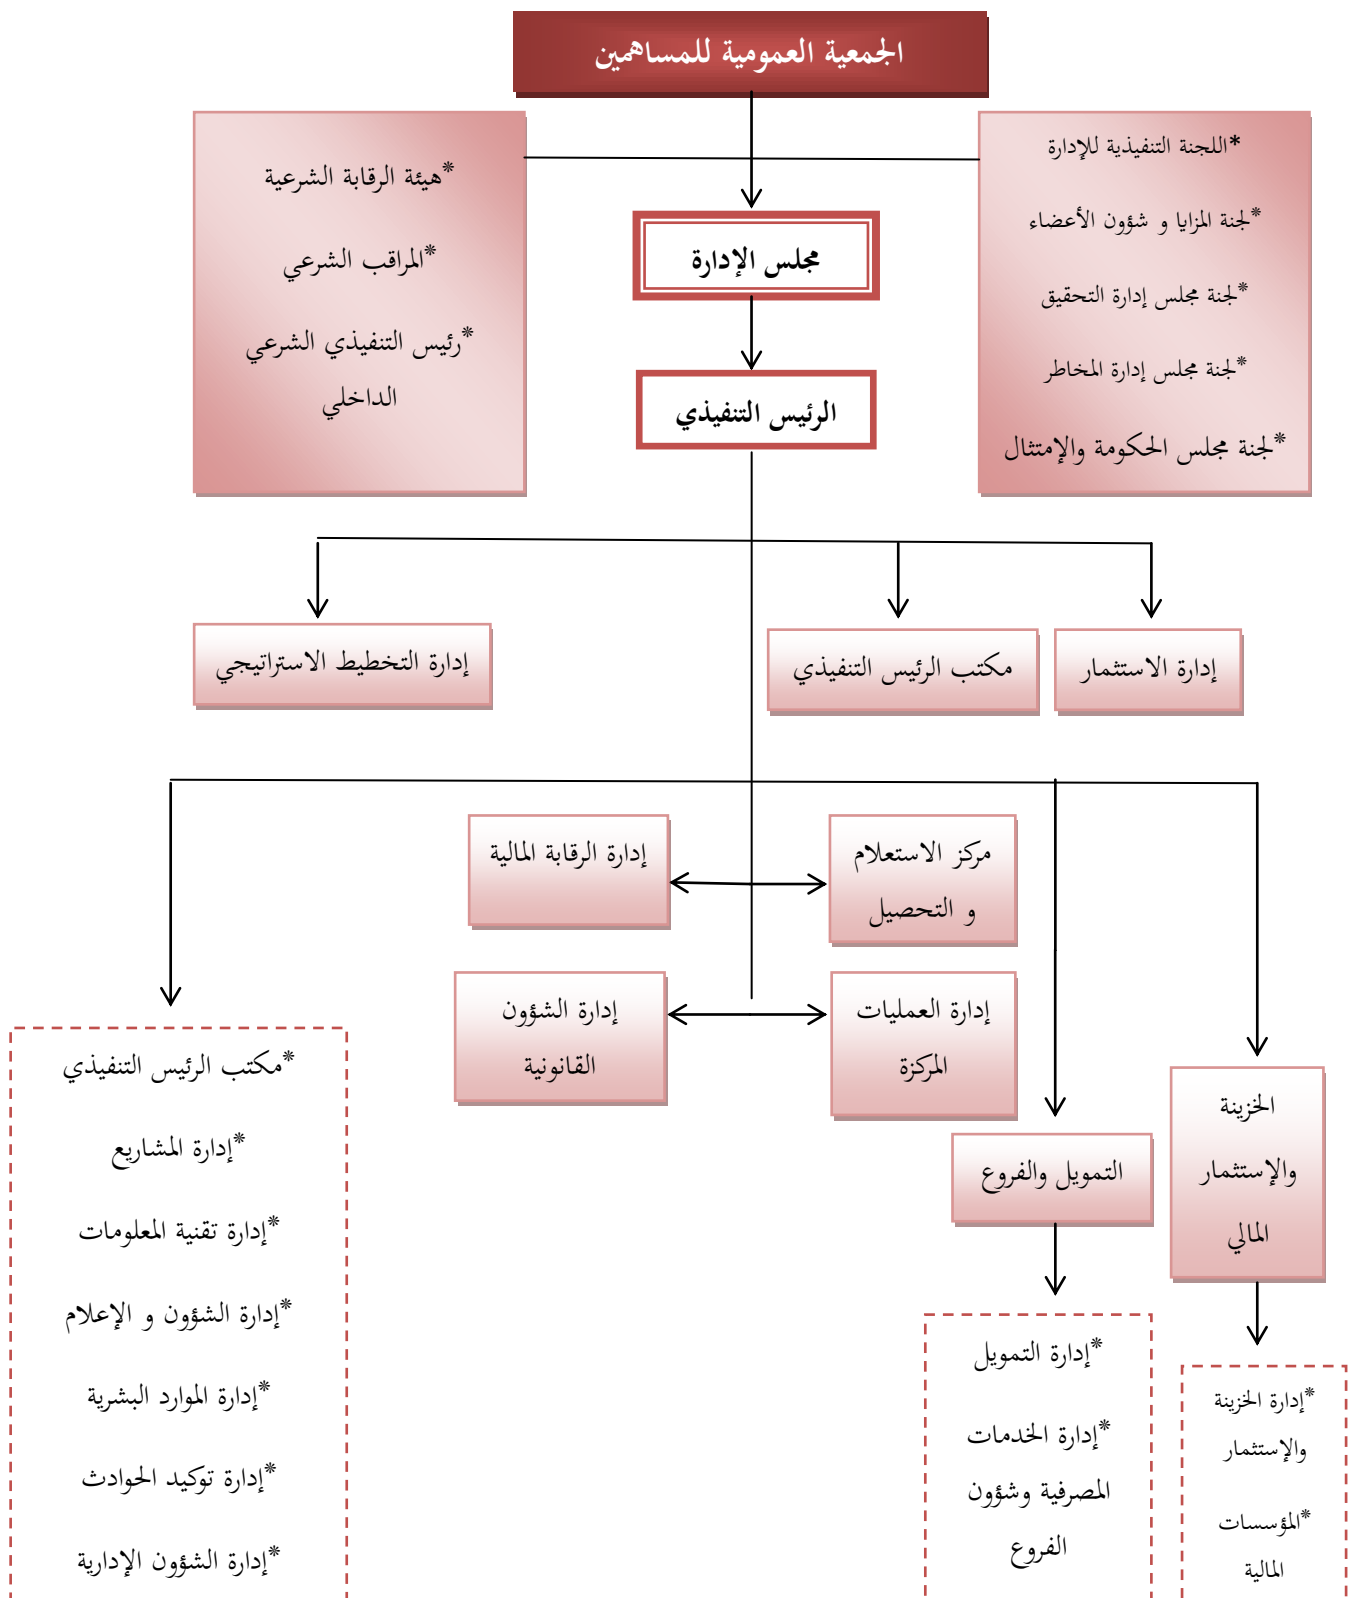 الجمعية العمومية للمساهمين
*اللجنة التنفيذية للإدارة
*لجنة المزايا و شؤون الأعضاء
*لجنة مجلس إدارة التحقيق
*لجنة مجلس إدارة المخاطر
*لجنة مجلس الحكومة والإمتثال
*هيئة الرقابة الشرعية
*المراقب الشرعي
*رئيس التنفيذي الشرعي
الداخلي
مجلس الإدارة
الرئيس التنفيذي
إدارة الاستثمار
مكتب الرئيس التنفيذي
إدارة التخطيط الاستراتيجي
مركز الاستعلام
و التحصيل
إدارة الرقابة المالية
إدارة العمليات
المركزة
إدارة الشؤون
القانونية
الخزينة
والإستثمار
المالي
التمويل والفروع
*إدارة الخزينة
والإستثمار
*المؤسسات
المالية
*إدارة التمويل
*إدارة الخدمات
المصرفية وشؤون
الفروع
*مكتب الرئيس التنفيذي
*إدارة المشاريع
*إدارة تقنية المعلومات
*إدارة الشؤون و الإعلام
*إدارة الموارد البشرية
*إدارة توكيد الحوادث
*إدارة الشؤون الإدارية